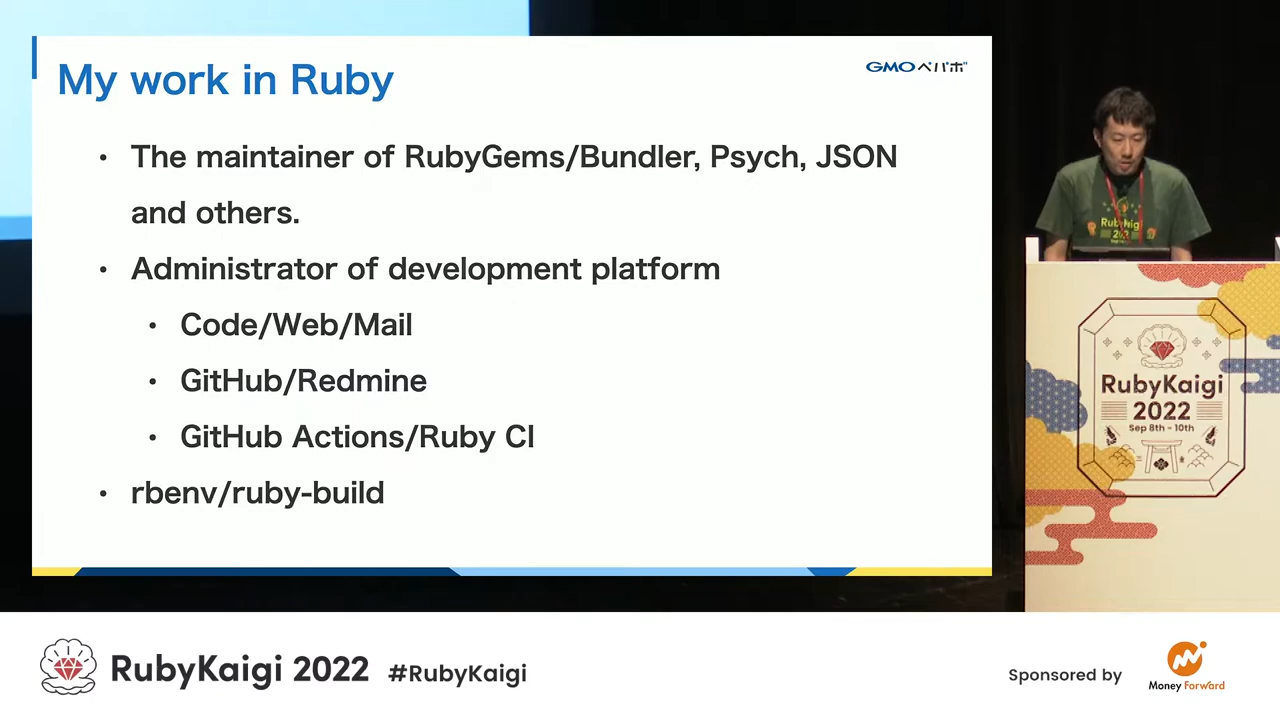 My work in Ruby
GMOペパボ
・ The maintainer of RubyGems/Bundler, Psych, JSON
and others.
・ Administrator of development platform
・ Code/Web/Mail
・ GitHub/Redmine
・ GitHub Actions/Ruby CI
・ rbenv/ruby-build
RubyKaigi
RubyKaigi
2022
Sep 8th - 10th
RubyKaigi 2022 #RubyKaigi
Sponsored by
Money Forward